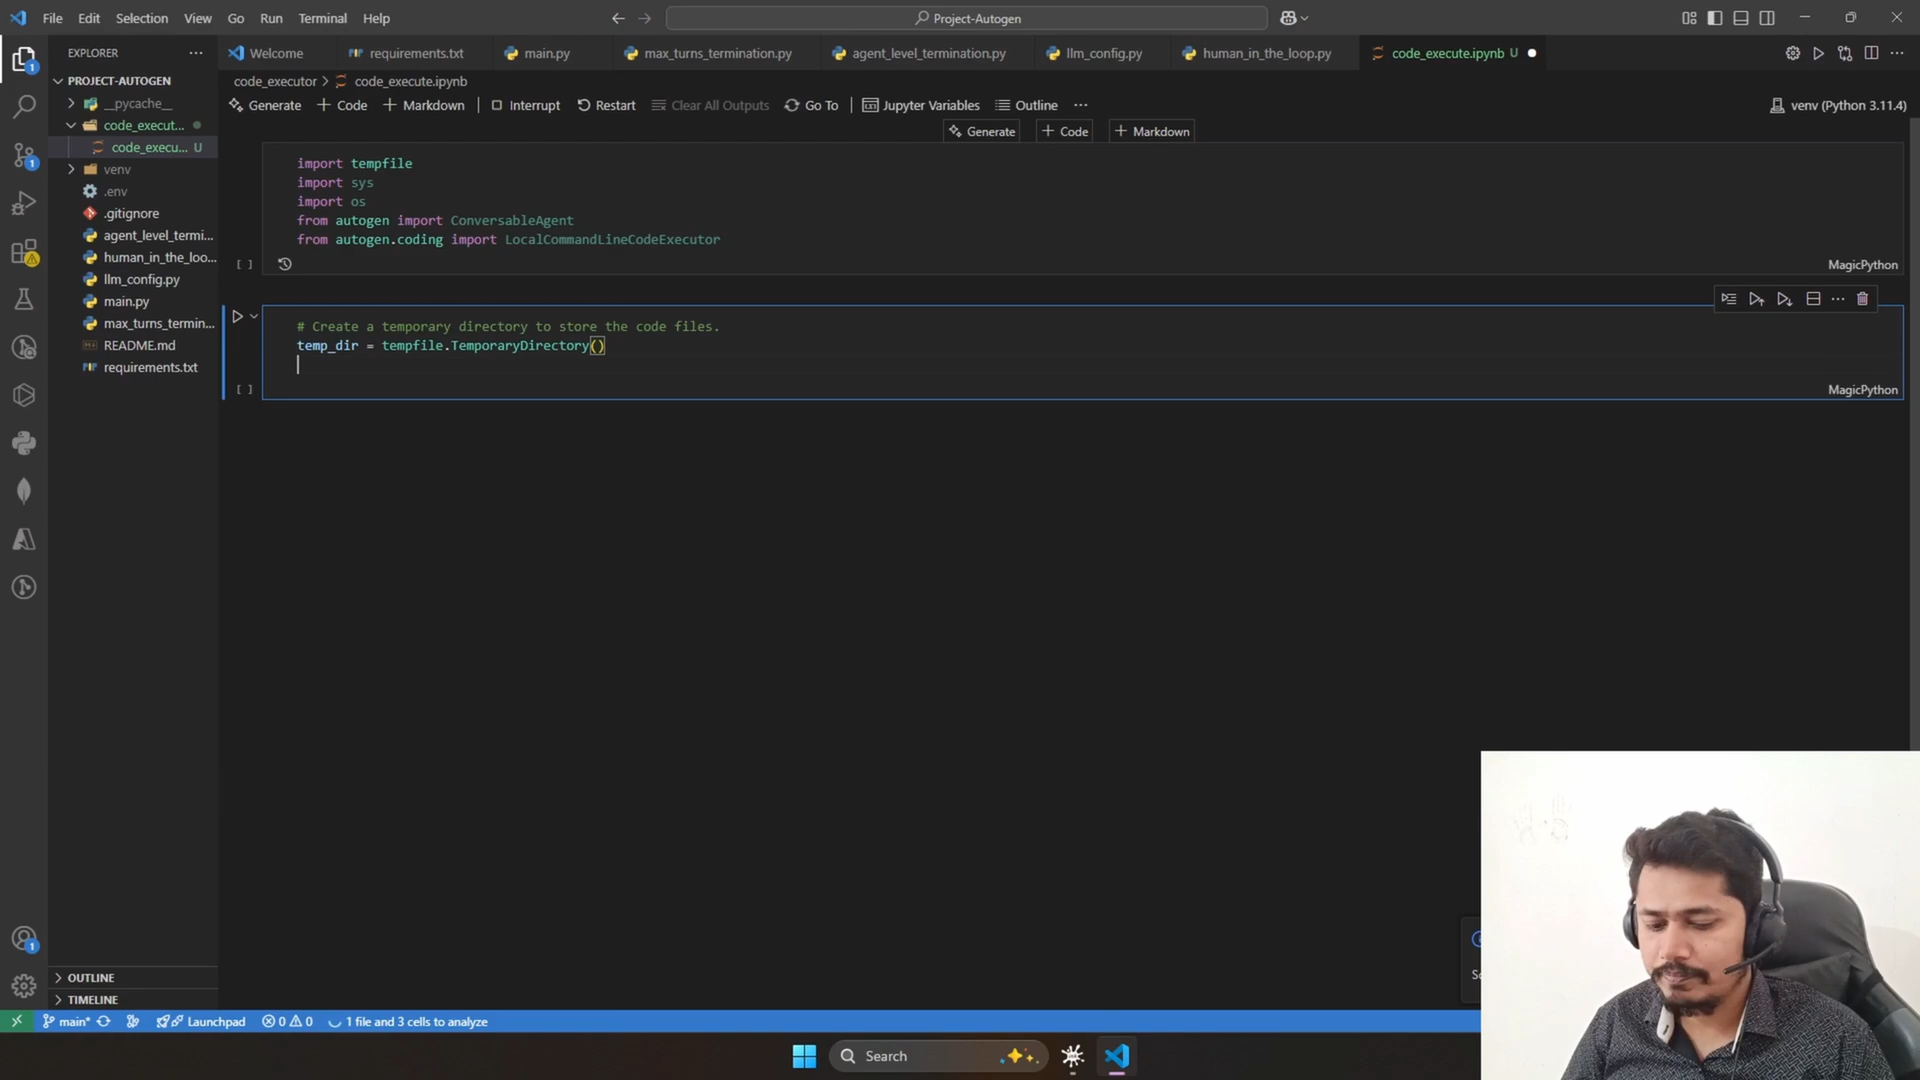 File Edit Selection View Go Run Terminal Help
Project-Autogen
EXPLORER
Welcome requirements.txt main.py max_turns_termination.py agent_level_termination.py llm_config.py human_in_the_loop.py code_execute.ipynb U
PROJECT-AUTOGEN
code_executor > code_execute.ipynb
__pycache__
Generate + Code + Markdown Interrupt Restart Clear All Outputs Go To Jupyter Variables Outline ... venv (Python 3.11.4)
code_execut...
Generate + Code + Markdown
code_execu... U
import tempfile
venv
import sys
.env
import os
.gitignore
from autogen import ConversableAgent
agent_level_termi...
from autogen.coding import LocalCommandLineCodeExecutor
human_in_the_loo...
[ ] MagicPython
llm_config.py
main.py
max_turns_termin...
# Create a temporary directory to store the code files.
README.md
temp_dir = tempfile.TemporaryDirectory()
requirements.txt
[ ] MagicPython
OUTLINE
TIMELINE
main* Launchpad 0 0 1 file and 3 cells to analyze
Search